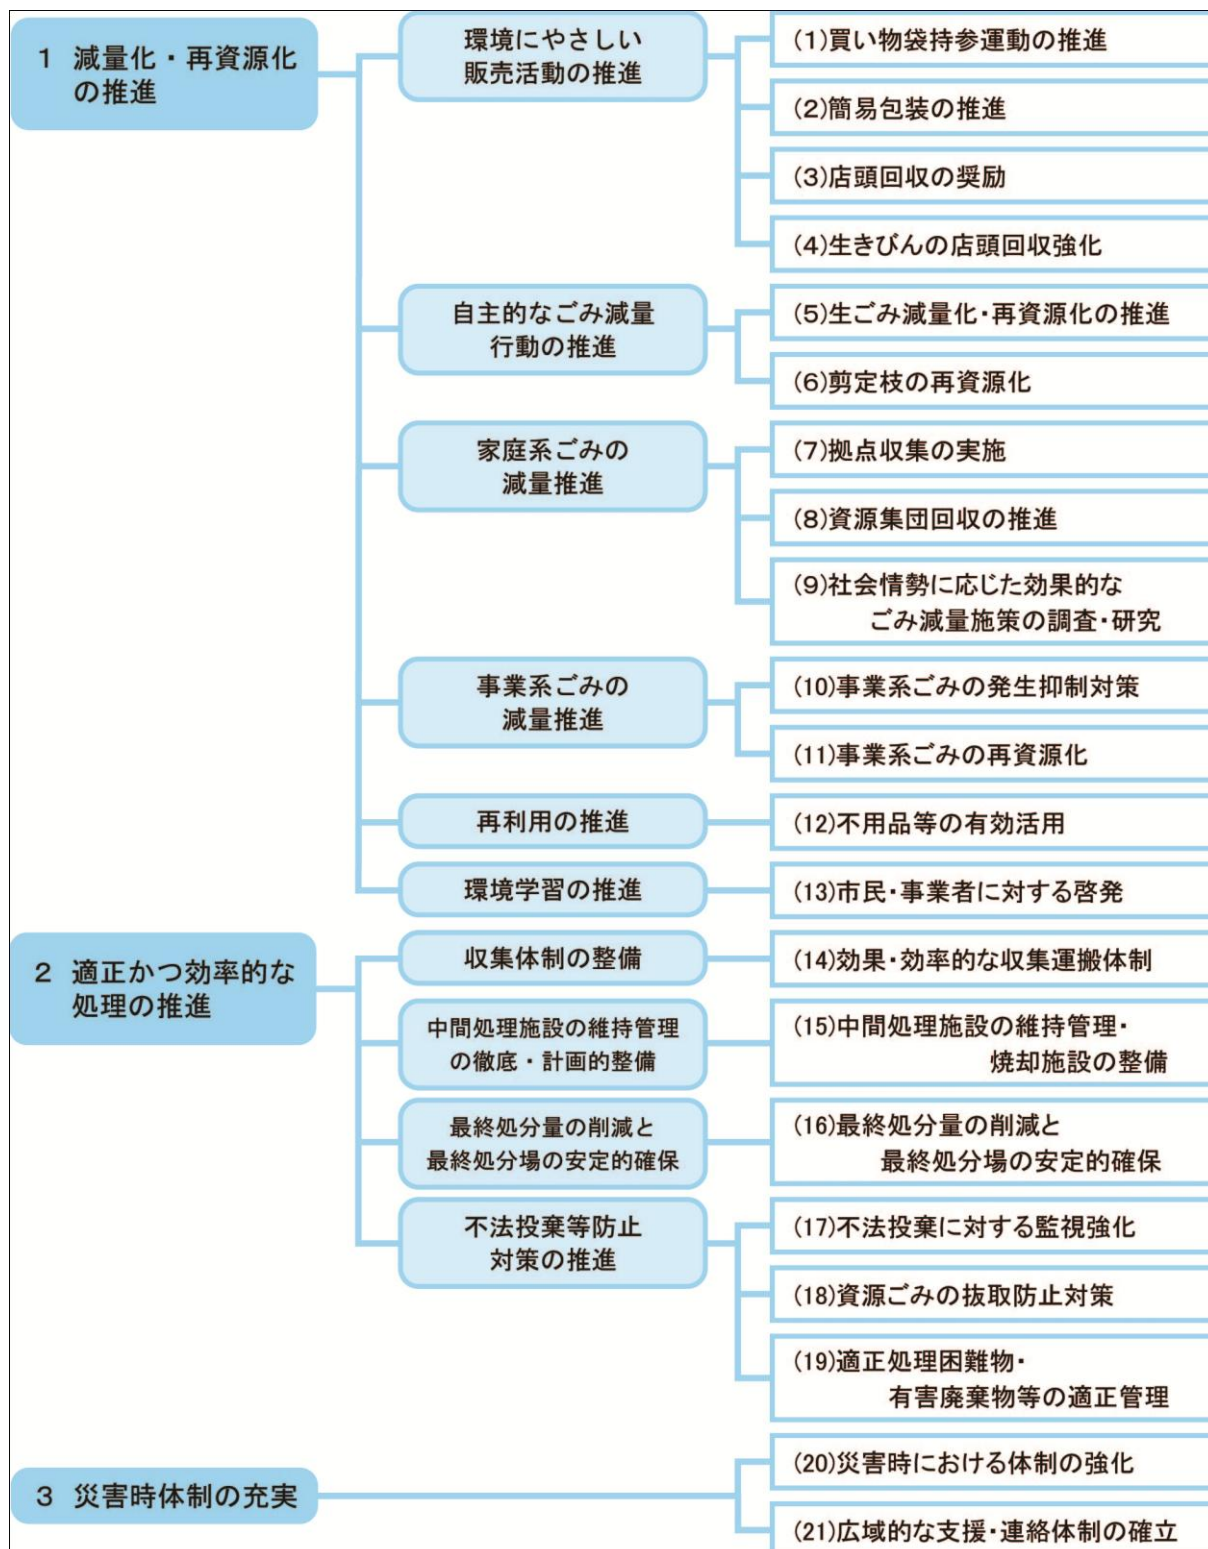 1 減量化・再資源化
の推進
環境にやさしい
販売活動の推進
(1)買い物袋持参運動の推進
(2)簡易包装の推進
(3)店頭回収の奨励
(4)生きびんの店頭回収強化
自主的なごみ減量
行動の推進
(5)生ごみ減量化・再資源化の推進
(6)剪定枝の再資源化
家庭系ごみの
減量推進
(7)拠点収集の実施
(8)資源集団回収の推進
(9)社会情勢に応じた効果的な
ごみ減量施策の調査・研究
事業系ごみの
減量推進
(10)事業系ごみの発生抑制対策
(11)事業系ごみの再資源化
再利用の推進
(12)不用品等の有効活用
環境学習の推進
(13)市民・事業者に対する啓発
2 適正かつ効率的な
処理の推進
収集体制の整備
(14)効果・効率的な収集運搬体制
中間処理施設の維持管理
の徹底・計画的整備
(15)中間処理施設の維持管理・
焼却施設の整備
最終処分量の削減と
最終処分場の安定的確保
(16)最終処分量の削減と
最終処分場の安定的確保
不法投棄等防止
対策の推進
(17)不法投棄に対する監視強化
(18)資源ごみの抜取防止対策
(19)適正処理困難物・
有害廃棄物等の適正管理
3 災害時体制の充実
(20)災害時における体制の強化
(21)広域的な支援・連絡体制の確立